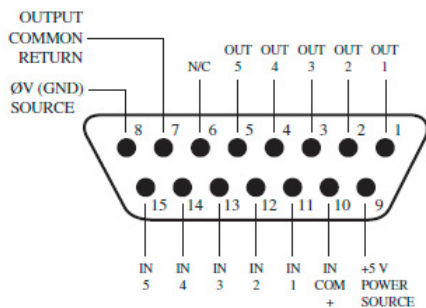 OUTPUT
COMMON
RETURN
ØV (GND)
SOURCE
N/C
OUT
5
OUT
4
OUT
3
OUT
2
OUT
1
8 7 6 5 4 3 2 1
15 14 13 12 11 10 9
IN
5
IN
4
IN
3
IN
2
IN
1
IN
COM
+
+5 V
POWER
SOURCE